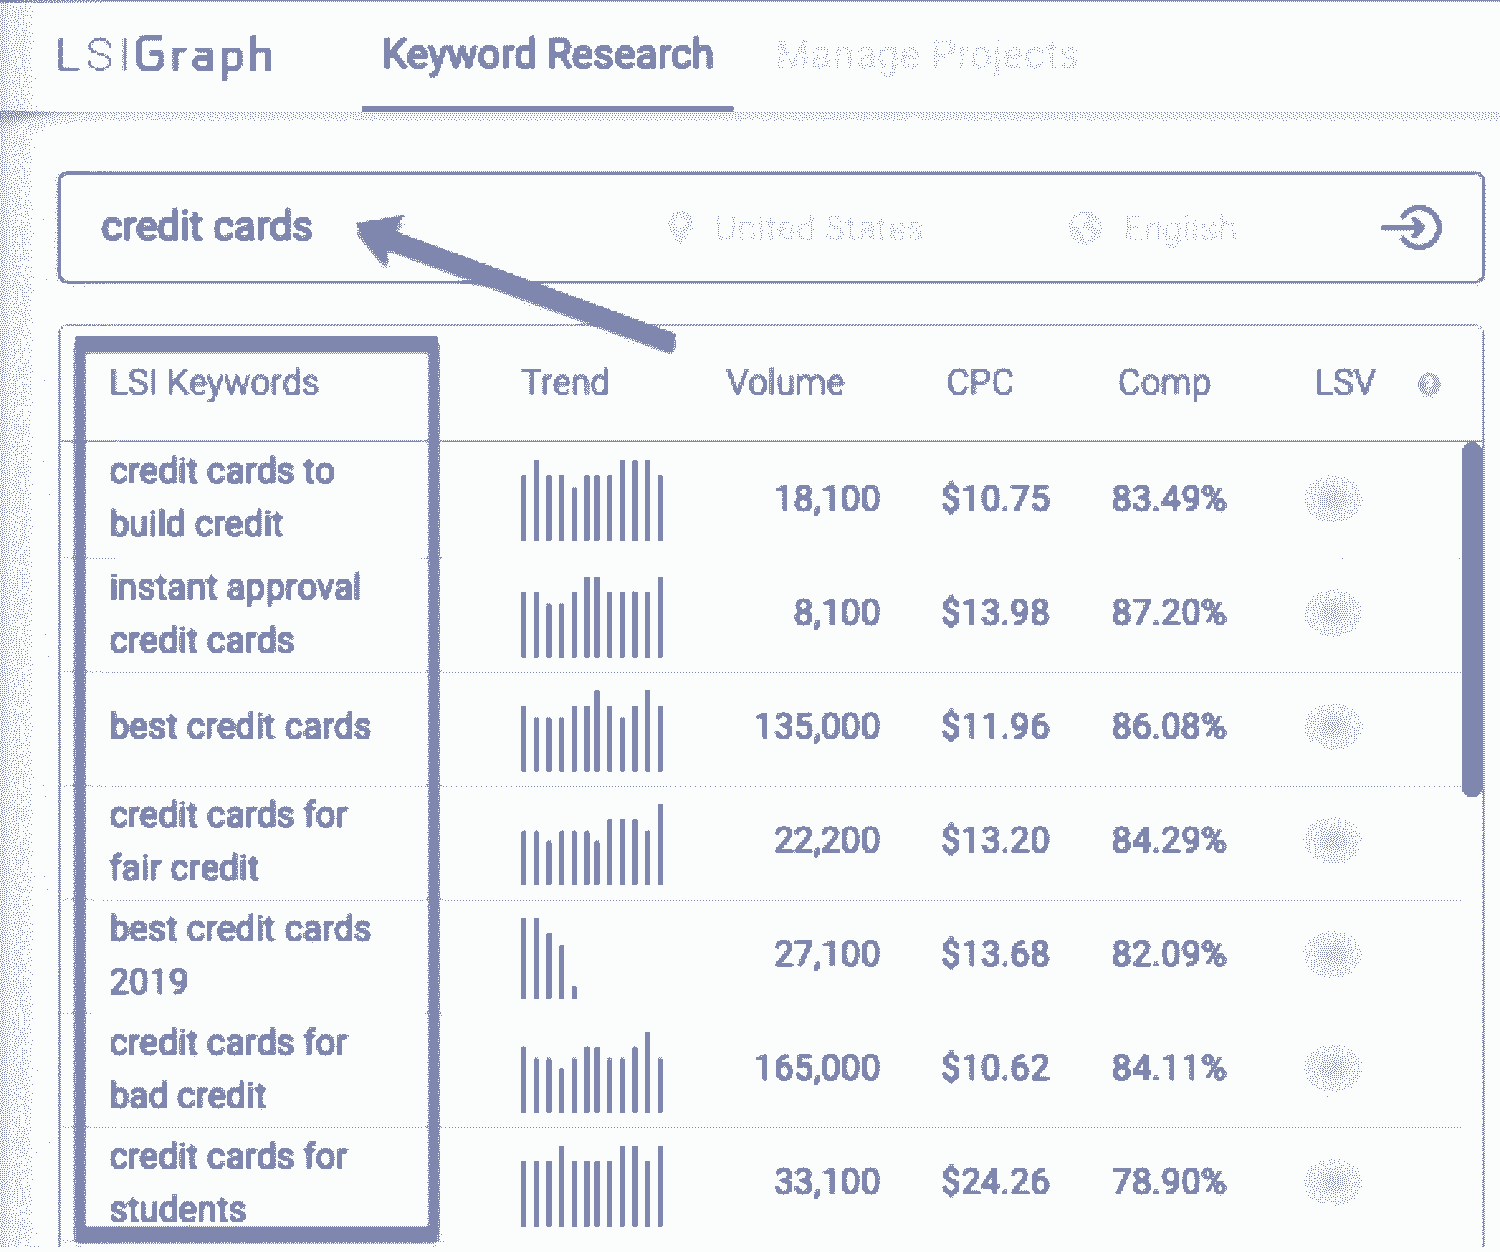 LSIGraph Keyword Research Manage Projects
credit cards United States English
LSI Keywords Trend Volume CPC Comp LSV
credit cards to
build credit
18,100 $10.75 83.49%
instant approval
credit cards
8,100 $13.98 87.20%
best credit cards 135,000 $11.96 86.08%
credit cards for
fair credit
22,200 $13.20 84.29%
best credit cards
2019
27,100 $13.68 82.09%
credit cards for
bad credit
165,000 $10.62 84.11%
credit cards for
students
33,100 $24.26 78.90%